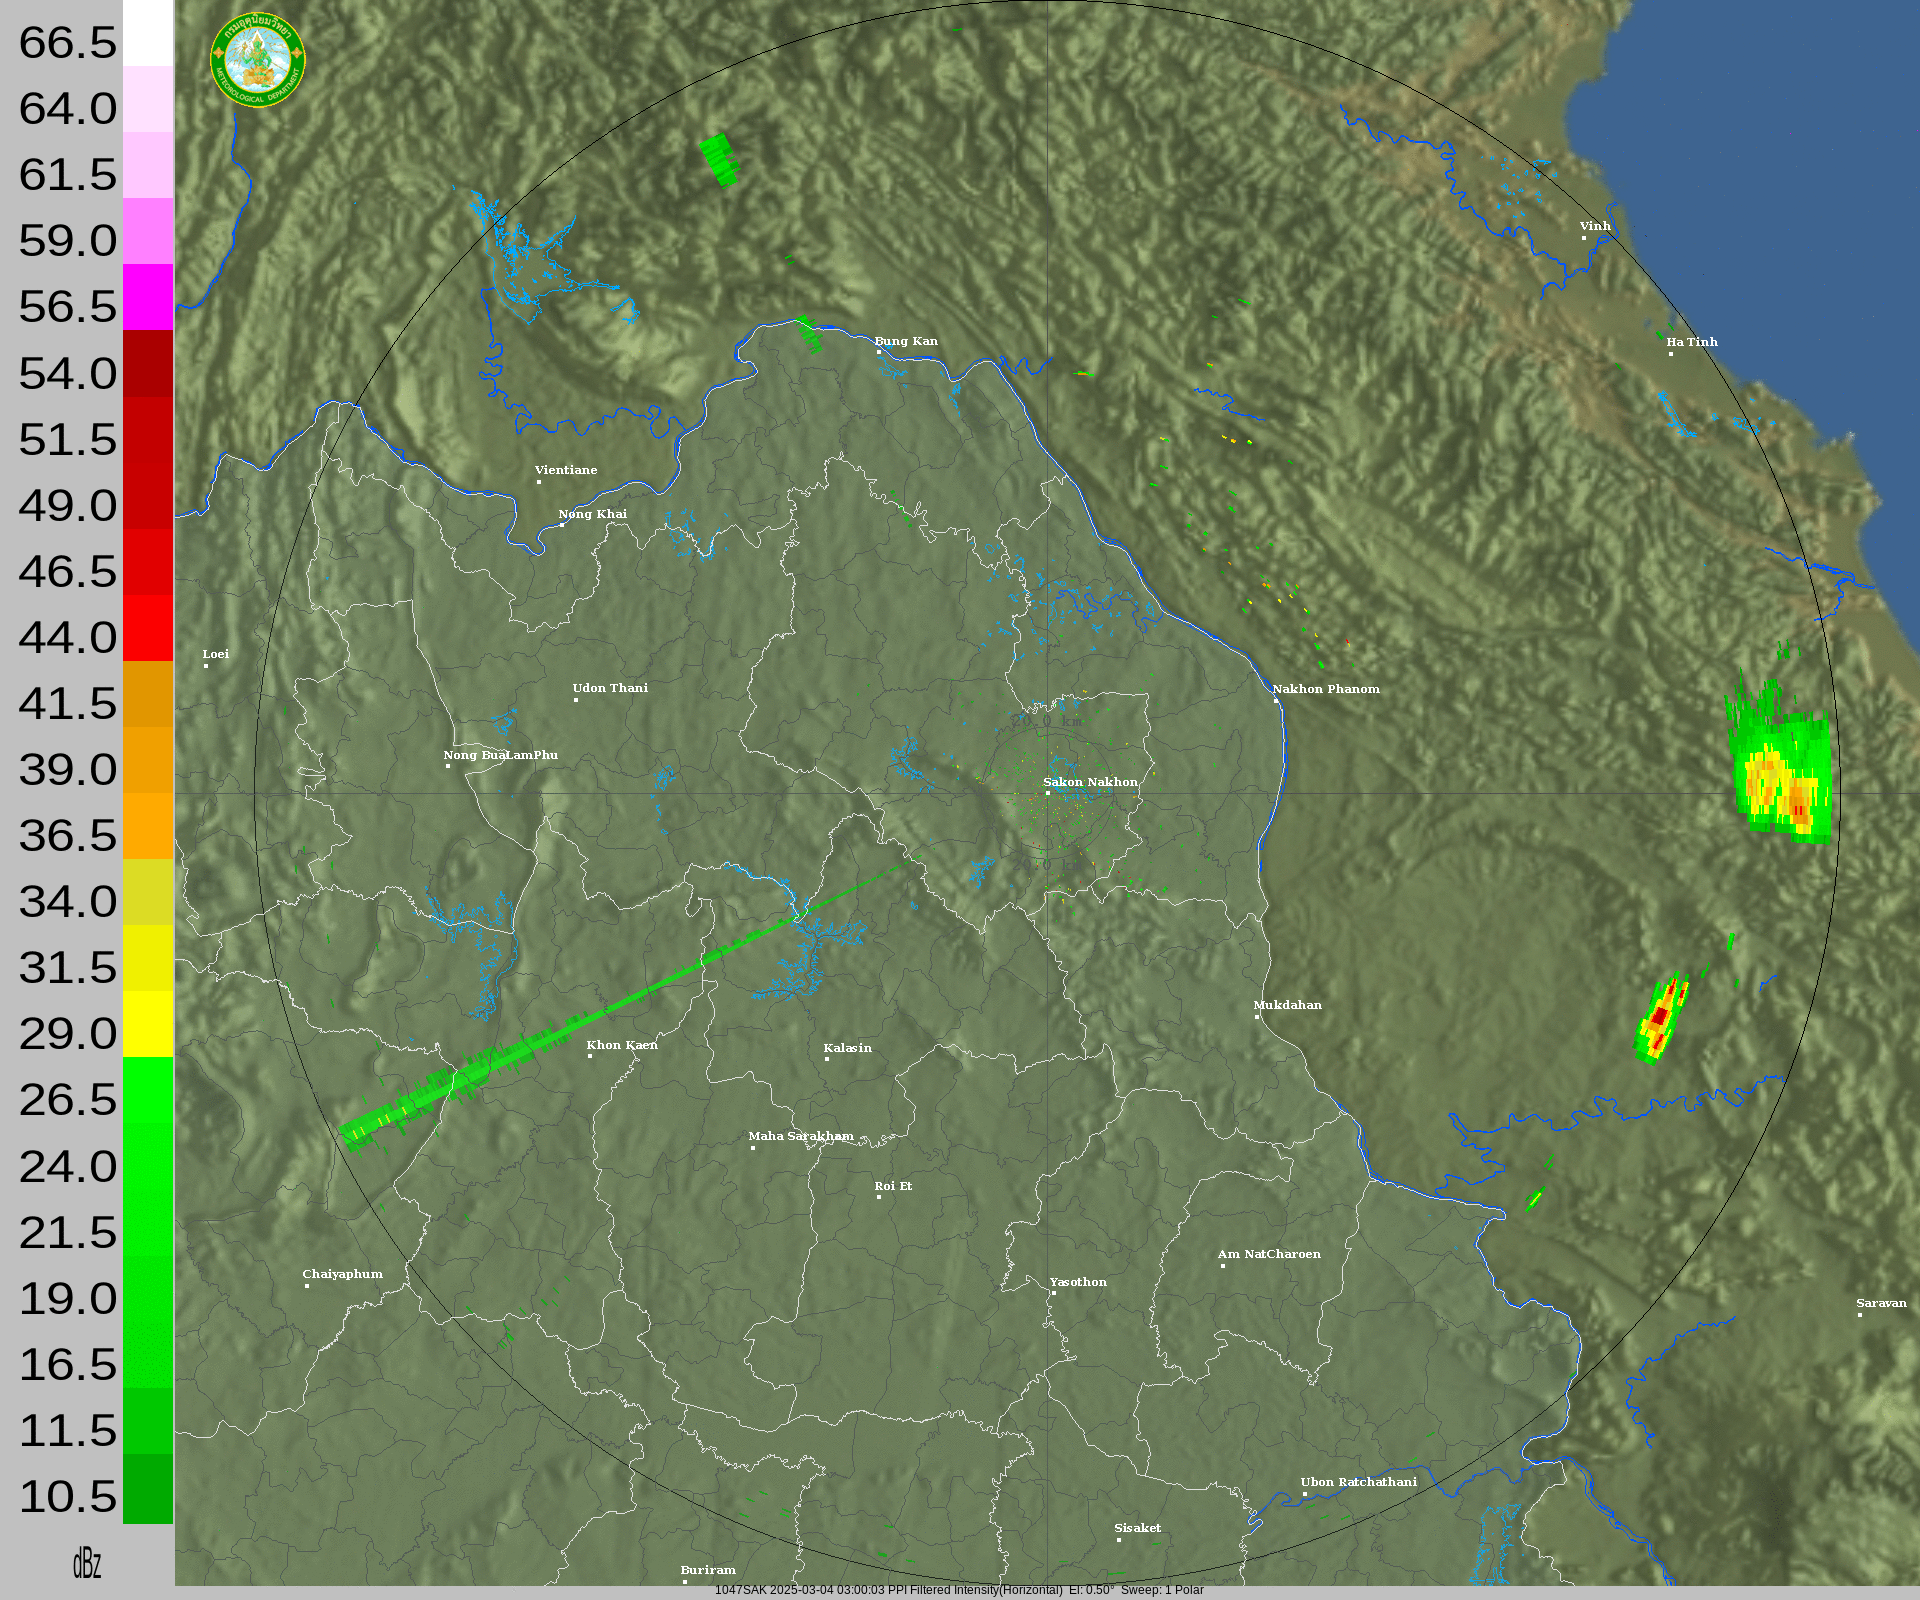 66.5
64.0
61.5
59.0
56.5
54.0
51.5
49.0
46.5
44.0
41.5
39.0
36.5
34.0
31.5
29.0
26.5
24.0
21.5
19.0
16.5
11.5
10.5
dBz
กรมอุตุนิยมวิทยา
METEOROLOGICAL DEPARTMENT
Vinh
Ha Tinh
Bung Kan
Vientiane
Nong Khai
Loei
Udon Thani
Nakhon Phanom
20.0 km
Nong BuaLamPhu
Sakon Nakhon
Mukdahan
Khon Kaen
Kalasin
Maha Sarakham
Roi Et
Am NatCharoen
Chaiyaphum
Yasothon
Saravan
Ubon Ratchathani
Sisaket
Buriram
1047SAK 2025-03-04 03:00:03 PPI Filtered Intensity(Horizontal) El: 0.50° Sweep: 1 Polar